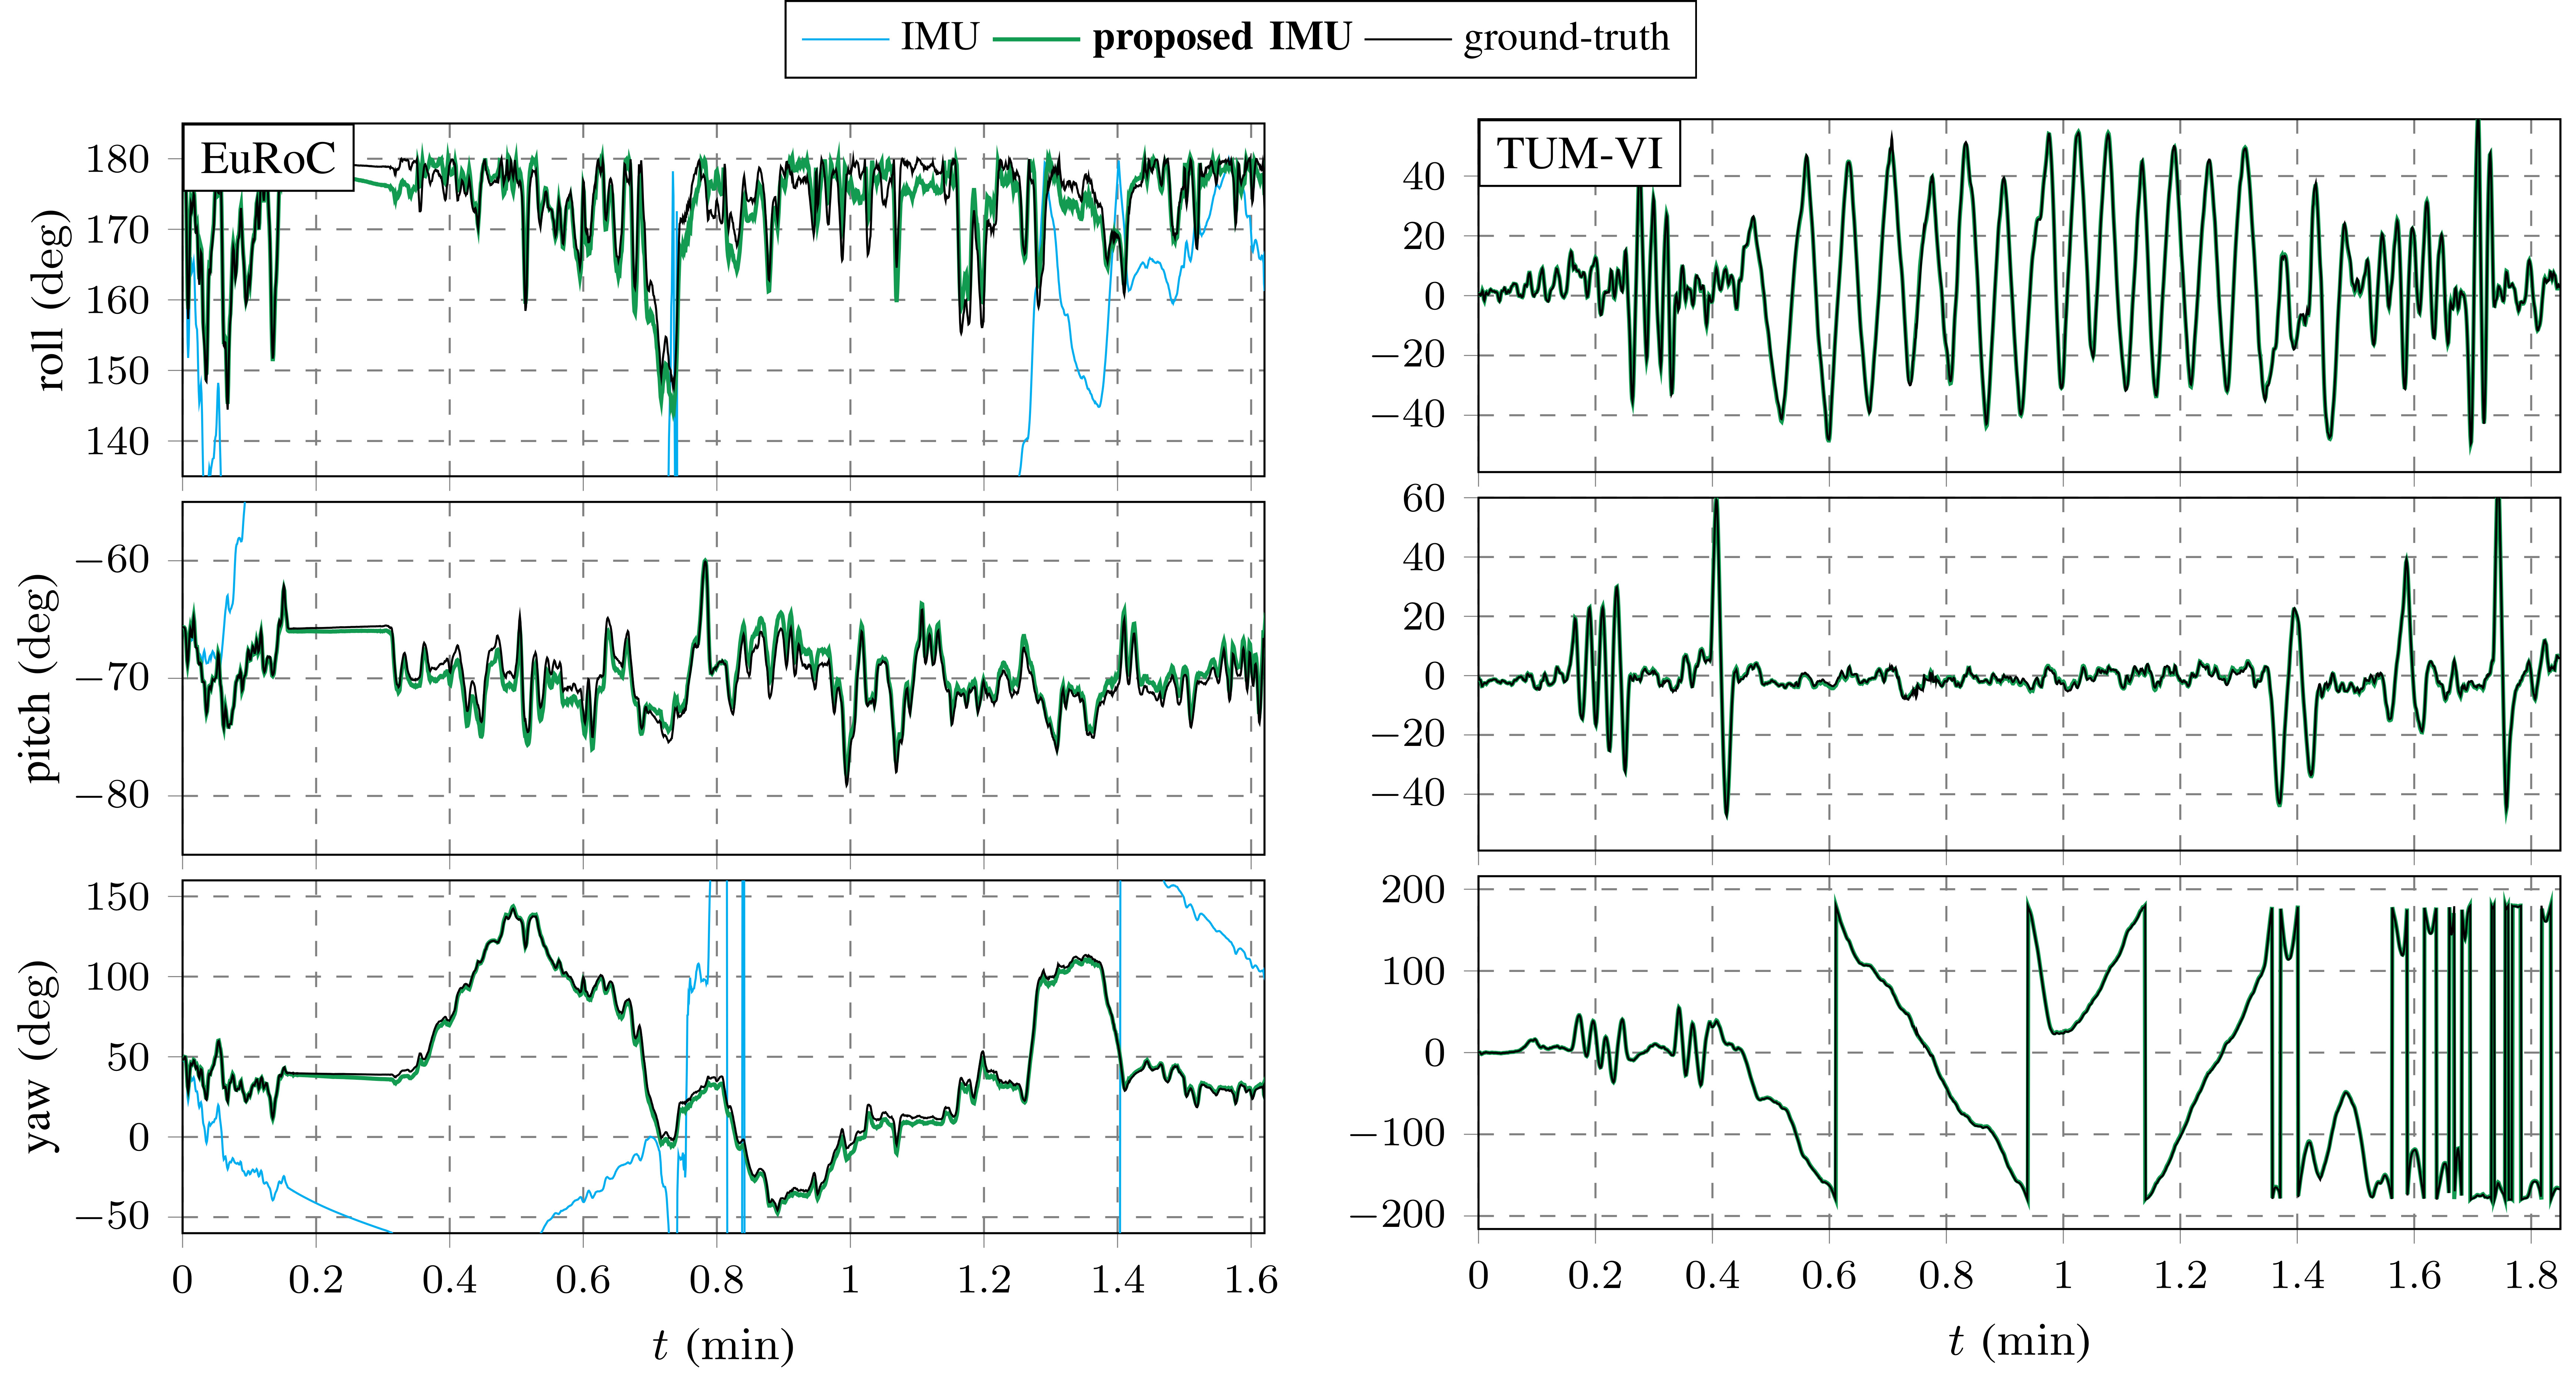 IMU proposed IMU ground-truth
EuRoC
180
170
160
150
140
roll (deg)
−60
−70
−80
pitch (deg)
150
100
50
0
−50
yaw (deg)
0 0.2 0.4 0.6 0.8 1 1.2 1.4 1.6
t (min)
TUM-VI
40
20
0
−20
−40
60
40
20
0
−20
−40
200
100
0
−100
−200
0 0.2 0.4 0.6 0.8 1 1.2 1.4 1.6 1.8
t (min)